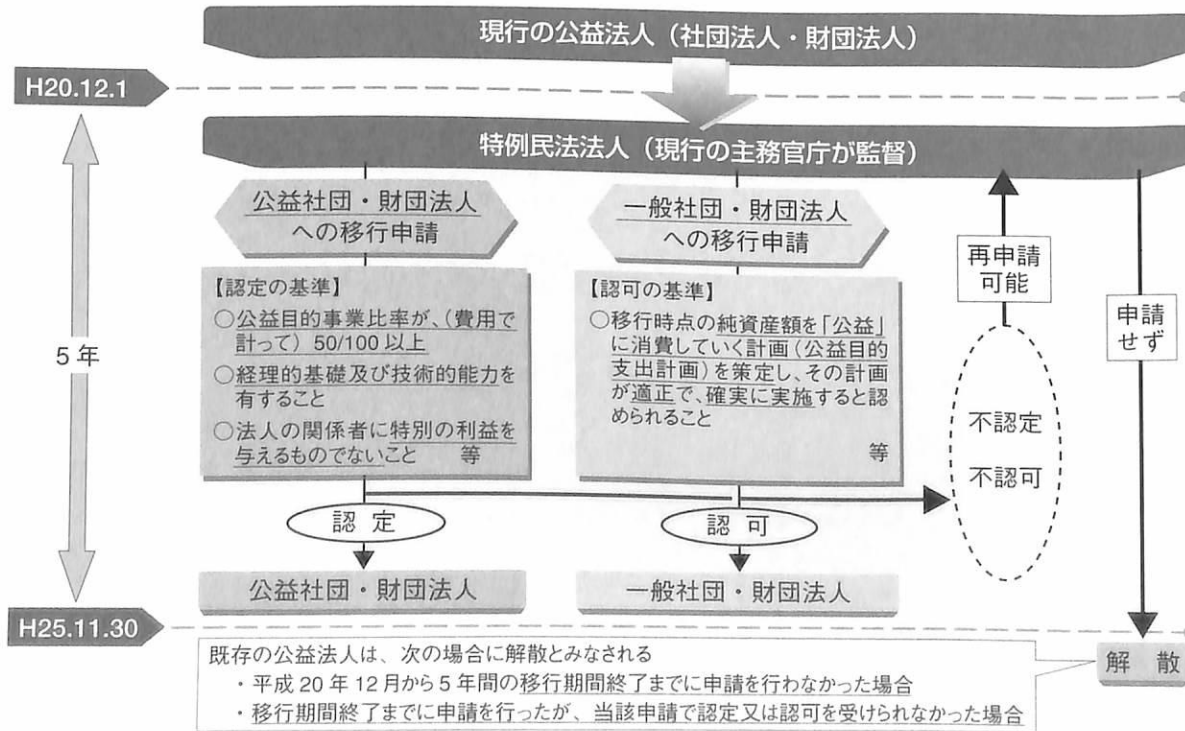 現行の公益法人（社団法人・財団法人）
H20.12.1
特例民法法人（現行の主務官庁が監督）
公益社団・財団法人
への移行申請
一般社団・財団法人
への移行申請
再申請
可能
申請
せず
【認定の基準】
○公益目的事業比率が、（費用で
計って）50/100以上
○経理的基礎及び技術的能力を
有すること
○法人の関係者に特別の利益を
与えるものでないこと　等
【認可の基準】
○移行時点の純資産額を「公益」
に消費していく計画（公益目的
支出計画）を策定し、その計画
が適正で、確実に実施すると認
められること
等
5年
不認定
不認可
認定
認可
公益社団・財団法人
一般社団・財団法人
H25.11.30
解散
既存の公益法人は、次の場合に解散とみなされる
・平成20年12月から5年間の移行期間終了までに申請を行わなかった場合
・移行期間終了までに申請を行ったが、当該申請で認定又は認可を受けられなかった場合